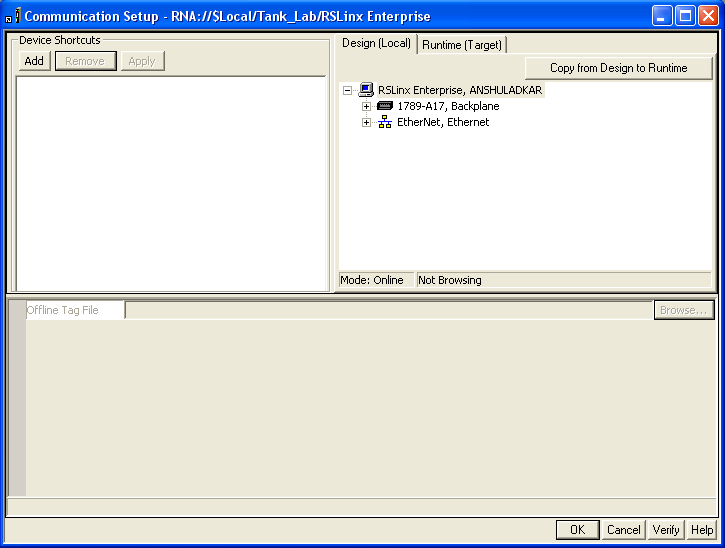 Communication Setup - RNA://$Local/Tank_Lab/RSLinx Enterprise
Device Shortcuts
Add Remove Apply
Design (Local) Runtime (Target)
Copy from Design to Runtime
RSLinx Enterprise, ANSHULADKAR
1789-A17, Backplane
EtherNet, Ethernet
Mode: Online Not Browsing
Offline Tag File Browse...
OK Cancel Verify Help